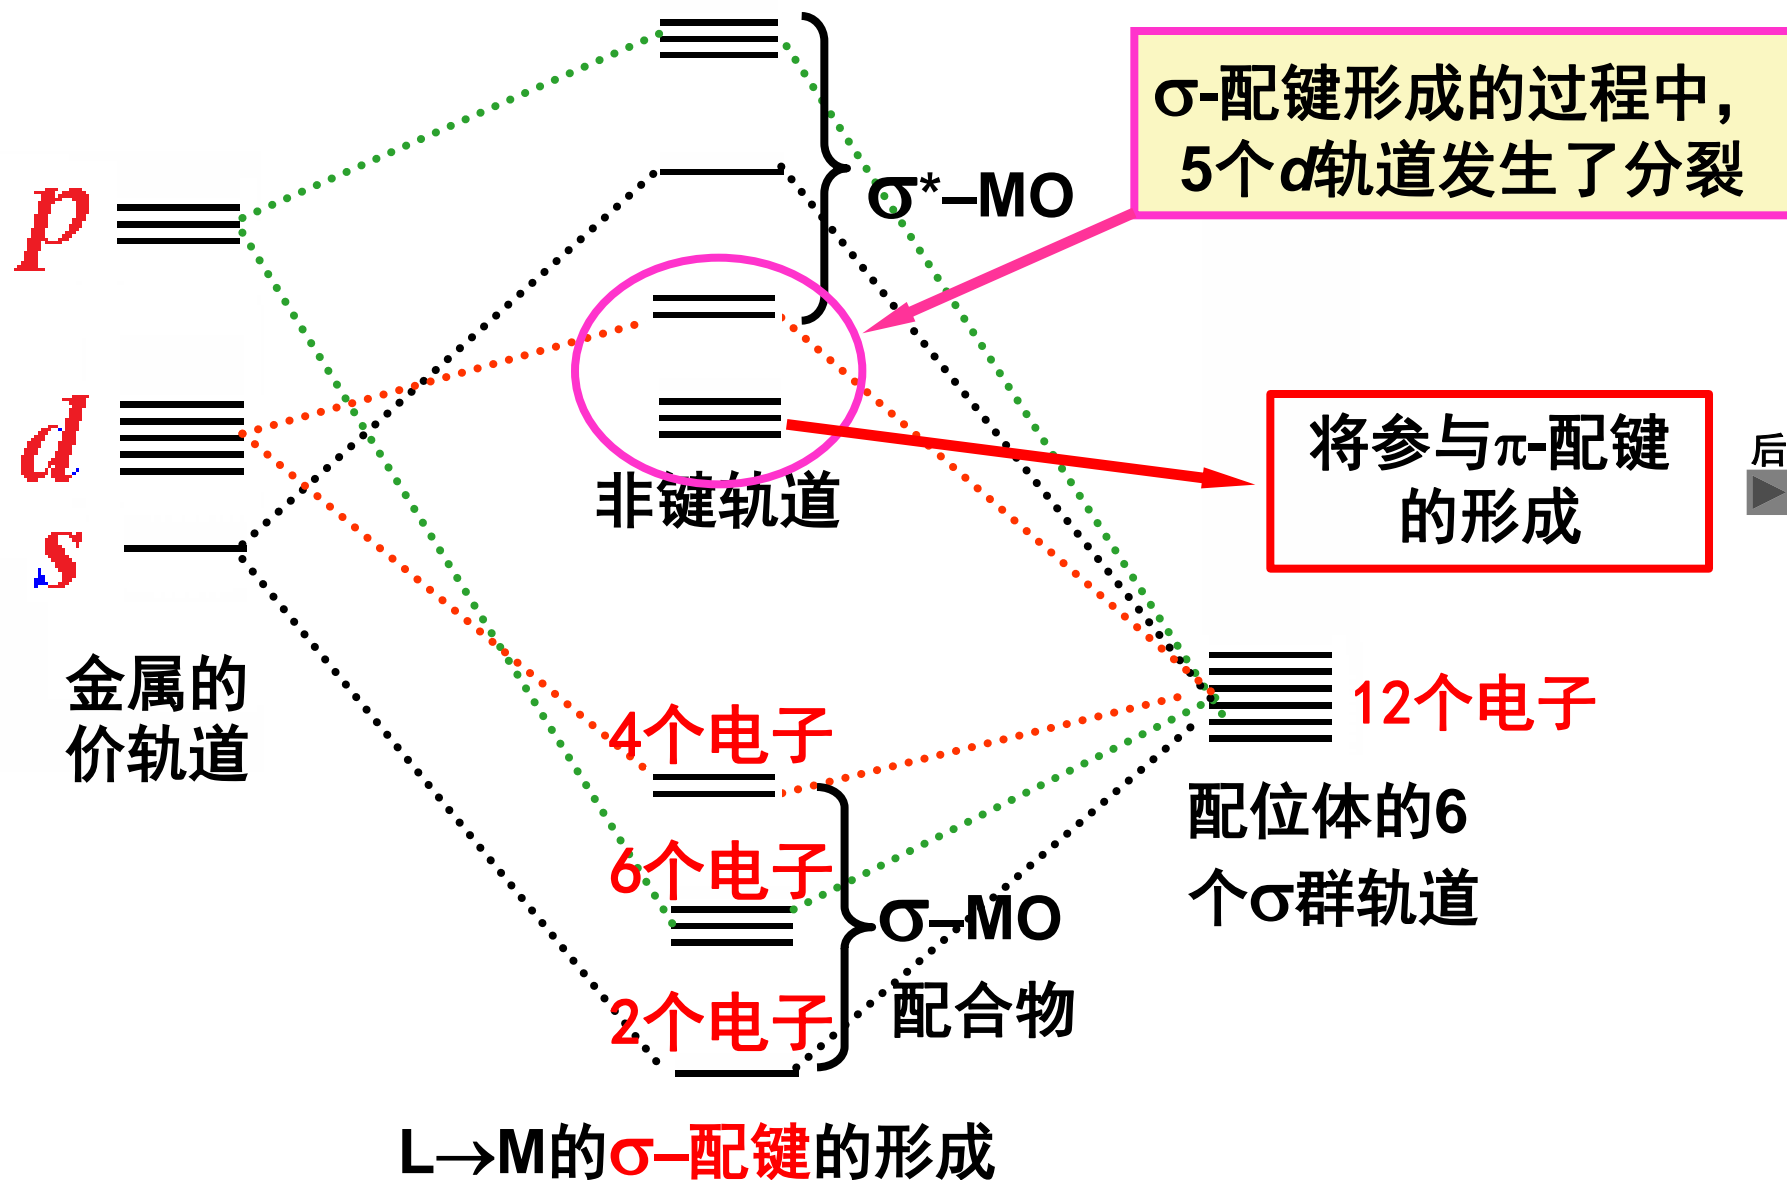 σ-配键形成的过程中，
5个d轨道发生了分裂
p
σ*–MO
d
将参与π-配键
的形成
后
非键轨道
s
金属的
价轨道
4个电子
12个电子
配位体的6
个σ群轨道
6个电子
σ–MO
配合物
2个电子
L→M的σ–配键的形成